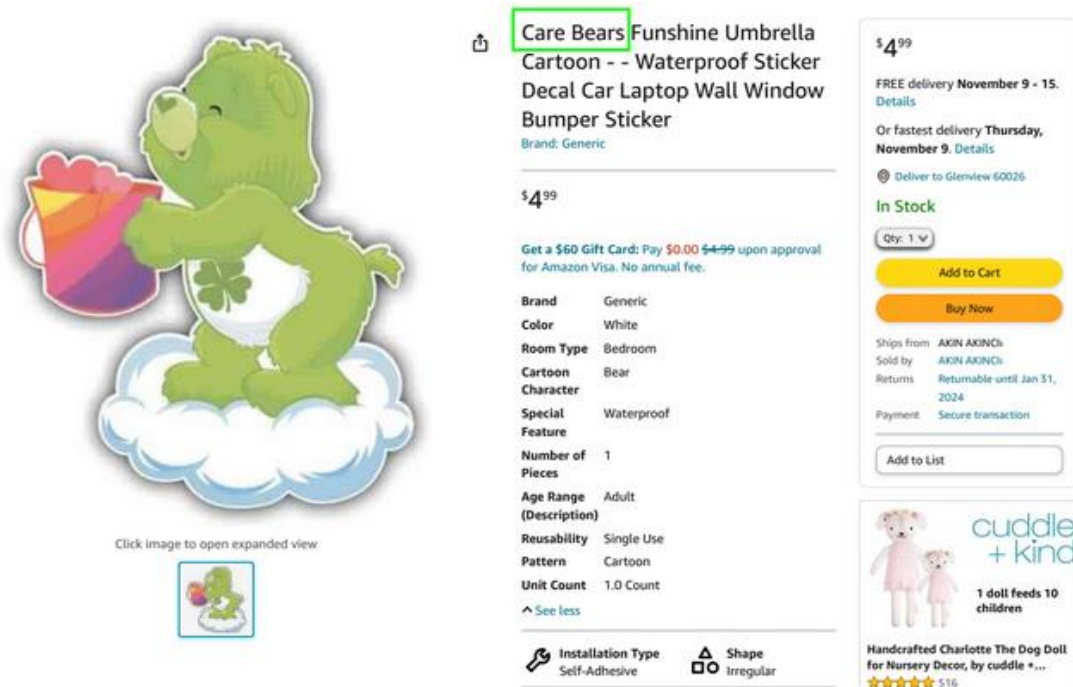 Care Bears Funshine Umbrella
Cartoon - - Waterproof Sticker
Decal Car Laptop Wall Window
Bumper Sticker
Brand: Generic
$4.99
Get a $60 Gift Card: Pay $0.00 $4.99 upon approval
for Amazon Visa. No annual fee.
Brand Generic
Color White
Room Type Bedroom
Cartoon Bear
Character
Special Waterproof
Feature
Number of 1
Pieces
Age Range Adult
(Description)
Reusability Single Use
Pattern Cartoon
Unit Count 1.0 Count
See less
Installation Type
Self-Adhesive
Shape
Irregular
Click image to open expanded view
$4.99
FREE delivery November 9 - 15.
Details
Or fastest delivery Thursday,
November 9. Details
Deliver to Glenview 60026
In Stock
Qty: 1
Add to Cart
Buy Now
Ships from AKIN AKINCI
Sold by AKIN AKINCI
Returns Returnable until Jan 31,
2024
Payment Secure transaction
Add to List
cuddle
+ kind
1 doll feeds 10
children
Handcrafted Charlotte The Dog Doll
for Nursery Decor, by cuddle +...
516